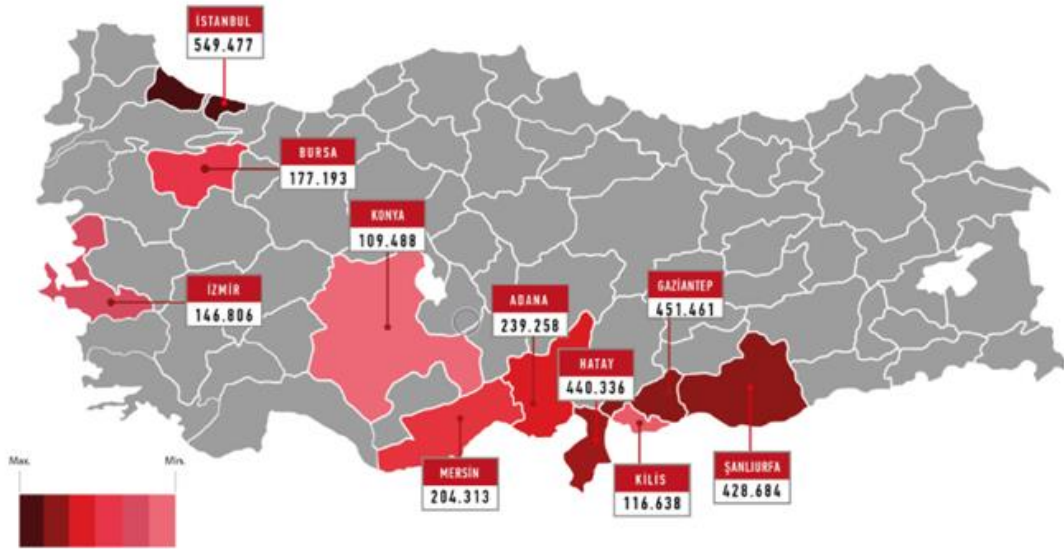 İSTANBUL
549.477
BURSA
177.193
KONYA
109.488
İZMİR
146.806
ADANA
239.258
GAZİANTEP
451.461
HATAY
440.336
MERSİN
204.313
KİLİS
116.638
ŞANLIURFA
428.684
Max.
Min.